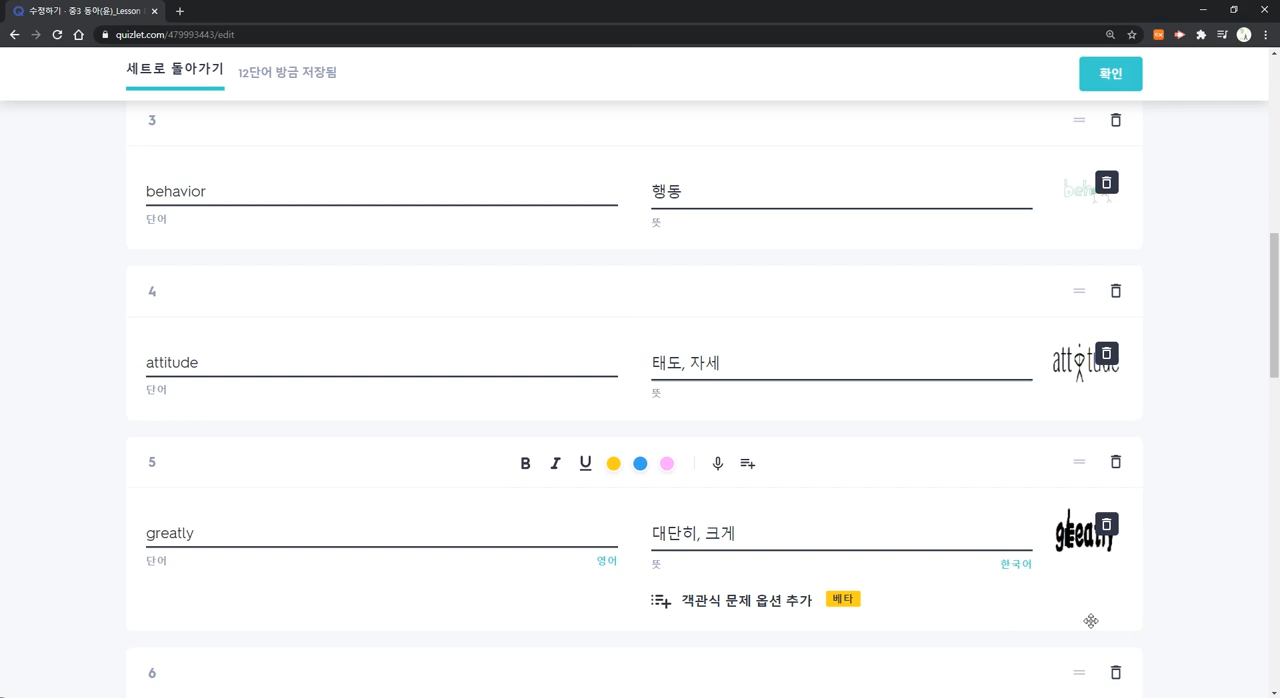 수정하기 - 중3 동아(윤)_Lesson
quizlet.com/479993443/edit
세트로 돌아가기
12단어 방금 저장됨
확인
3
behavior
행동
단어
뜻
4
attitude
태도, 자세
attitude
단어
뜻
5
B I U
greatly
대단히, 크게
greatly
단어
영어
뜻
한국어
객관식 문제 옵션 추가 베타
6